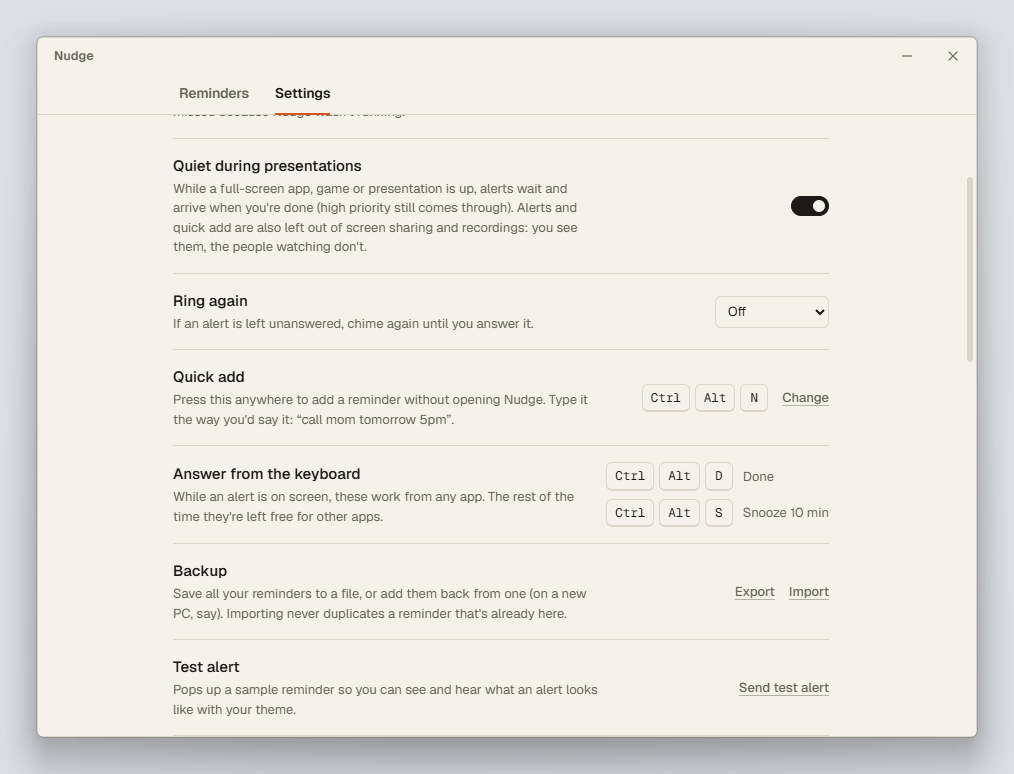 Nudge
Reminders
Settings
missed because Nudge wasn't running.
Quiet during presentations
While a full-screen app, game or presentation is up, alerts wait and
arrive when you're done (high priority still comes through). Alerts and
quick add are also left out of screen sharing and recordings: you see
them, the people watching don't.
Ring again
If an alert is left unanswered, chime again until you answer it.
Off
Quick add
Press this anywhere to add a reminder without opening Nudge. Type it
the way you'd say it: “call mom tomorrow 5pm”.
Ctrl Alt N Change
Answer from the keyboard
While an alert is on screen, these work from any app. The rest of the
time they're left free for other apps.
Ctrl Alt D Done
Ctrl Alt S Snooze 10 min
Backup
Save all your reminders to a file, or add them back from one (on a new
PC, say). Importing never duplicates a reminder that's already here.
Export Import
Test alert
Pops up a sample reminder so you can see and hear what an alert looks
like with your theme.
Send test alert